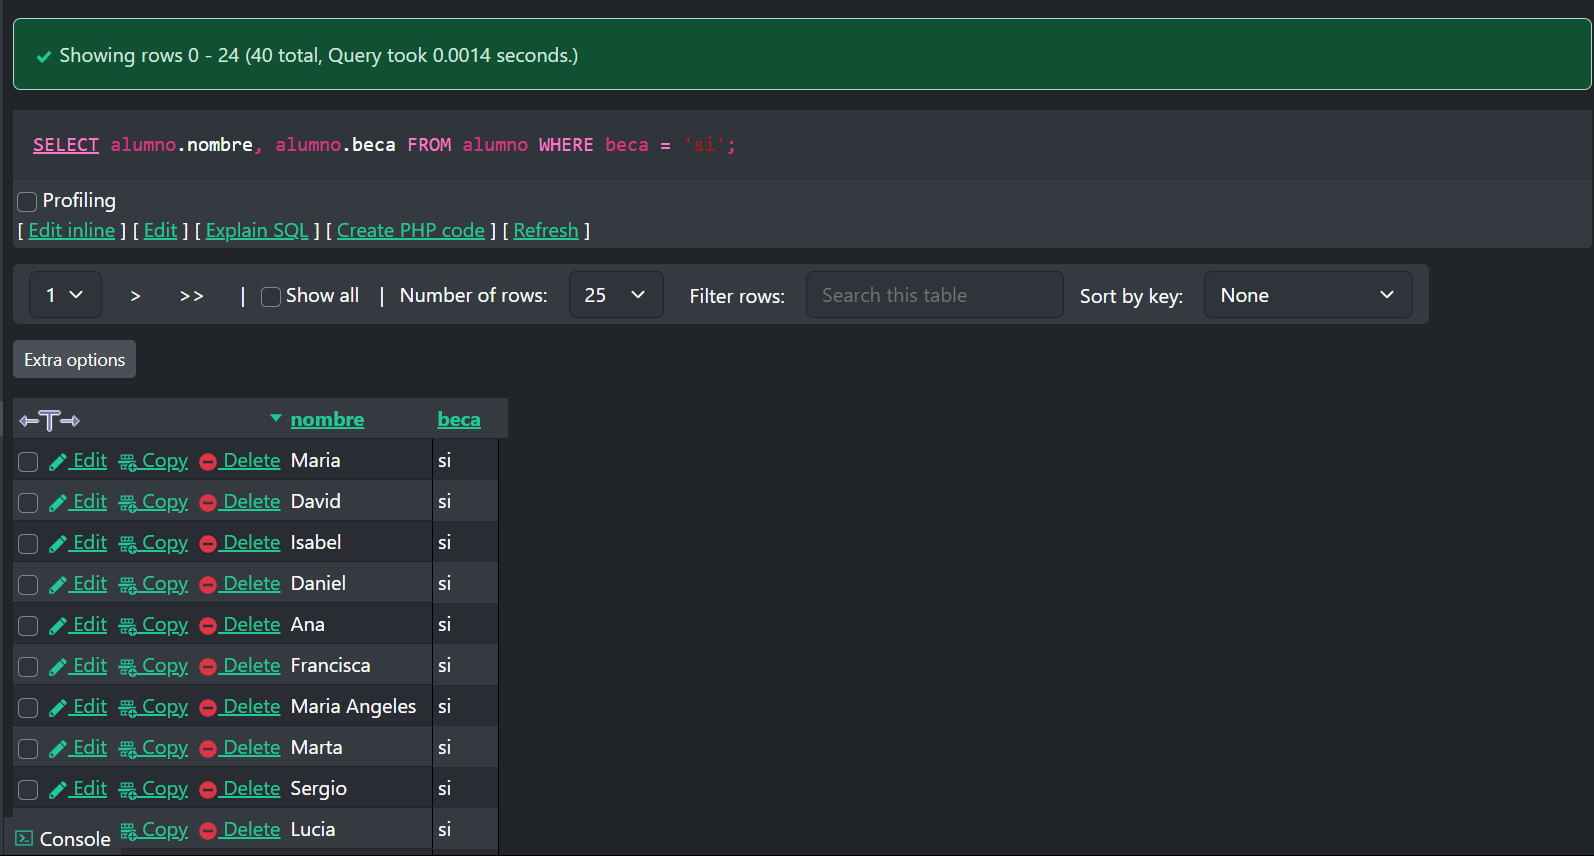 Showing rows 0 - 24 (40 total, Query took 0.0014 seconds.)
SELECT alumno.nombre, alumno.beca FROM alumno WHERE beca = 'si';
Profiling
[ Edit inline ] [ Edit ] [ Explain SQL ] [ Create PHP code ] [ Refresh ]
1 > >> | Show all | Number of rows: 25 Filter rows: Search this table Sort by key: None
Extra options
nombre beca
Edit Copy Delete Maria si
Edit Copy Delete David si
Edit Copy Delete Isabel si
Edit Copy Delete Daniel si
Edit Copy Delete Ana si
Edit Copy Delete Francisca si
Edit Copy Delete Maria Angeles si
Edit Copy Delete Marta si
Edit Copy Delete Sergio si
Copy Delete Lucia si
Console